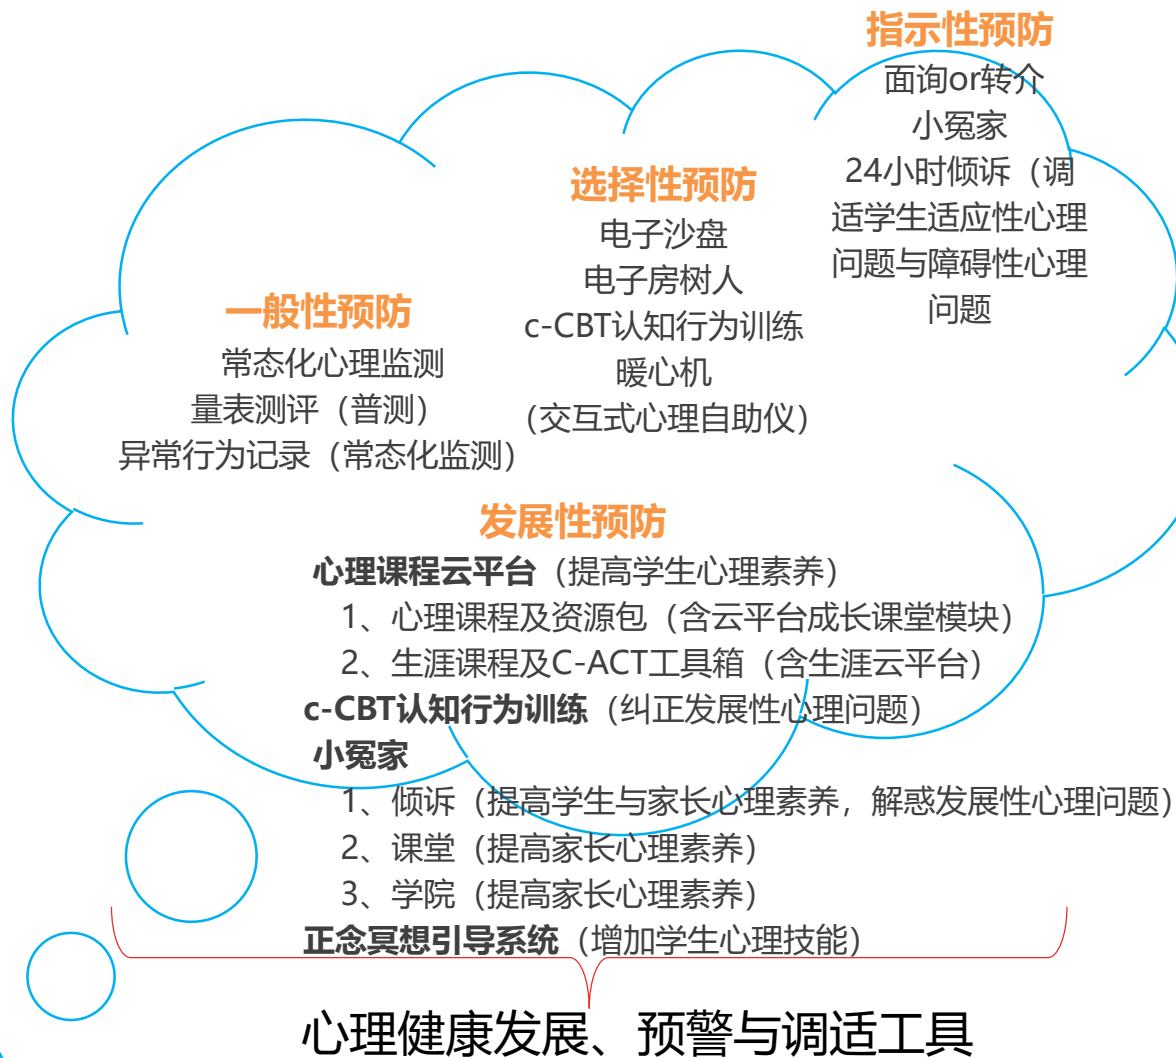 指示性预防
面询or转介
小冤家
24小时倾诉（调
适学生适应性心理
问题与障碍性心理
问题
选择性预防
电子沙盘
电子房树人
c-CBT认知行为训练
暖心机
（交互式心理自助仪）
一般性预防
常态化心理监测
量表测评（普测）
异常行为记录（常态化监测）
发展性预防
心理课程云平台（提高学生心理素养）
1、心理课程及资源包（含云平台成长课堂模块）
2、生涯课程及C-ACT工具箱（含生涯云平台）
c-CBT认知行为训练（纠正发展性心理问题）
小冤家
1、倾诉（提高学生与家长心理素养，解惑发展性心理问题）
2、课堂（提高家长心理素养）
3、学院（提高家长心理素养）
正念冥想引导系统（增加学生心理技能）
心理健康发展、预警与调适工具